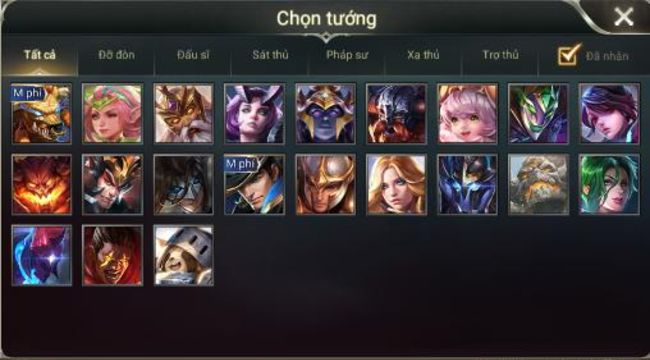 Chọn tướng
Tất cả Đỡ đòn Đấu sĩ Sát thủ Pháp sư Xạ thủ Trợ thủ Đã nhận
M phí
M phí